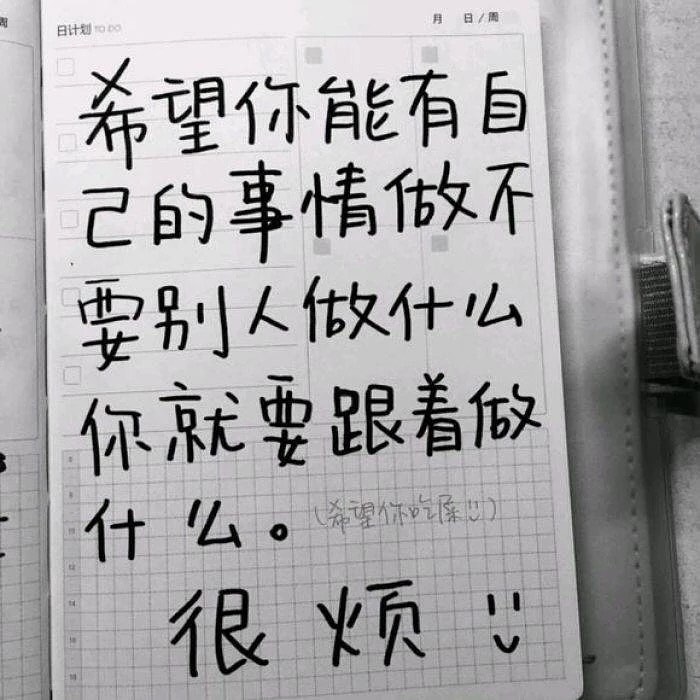 日计划 TO DO 月 日/周
希望你能有自
己的事情做不
要别人做什么
你就要跟着做
什么。(希望你吃屎!!)
很烦